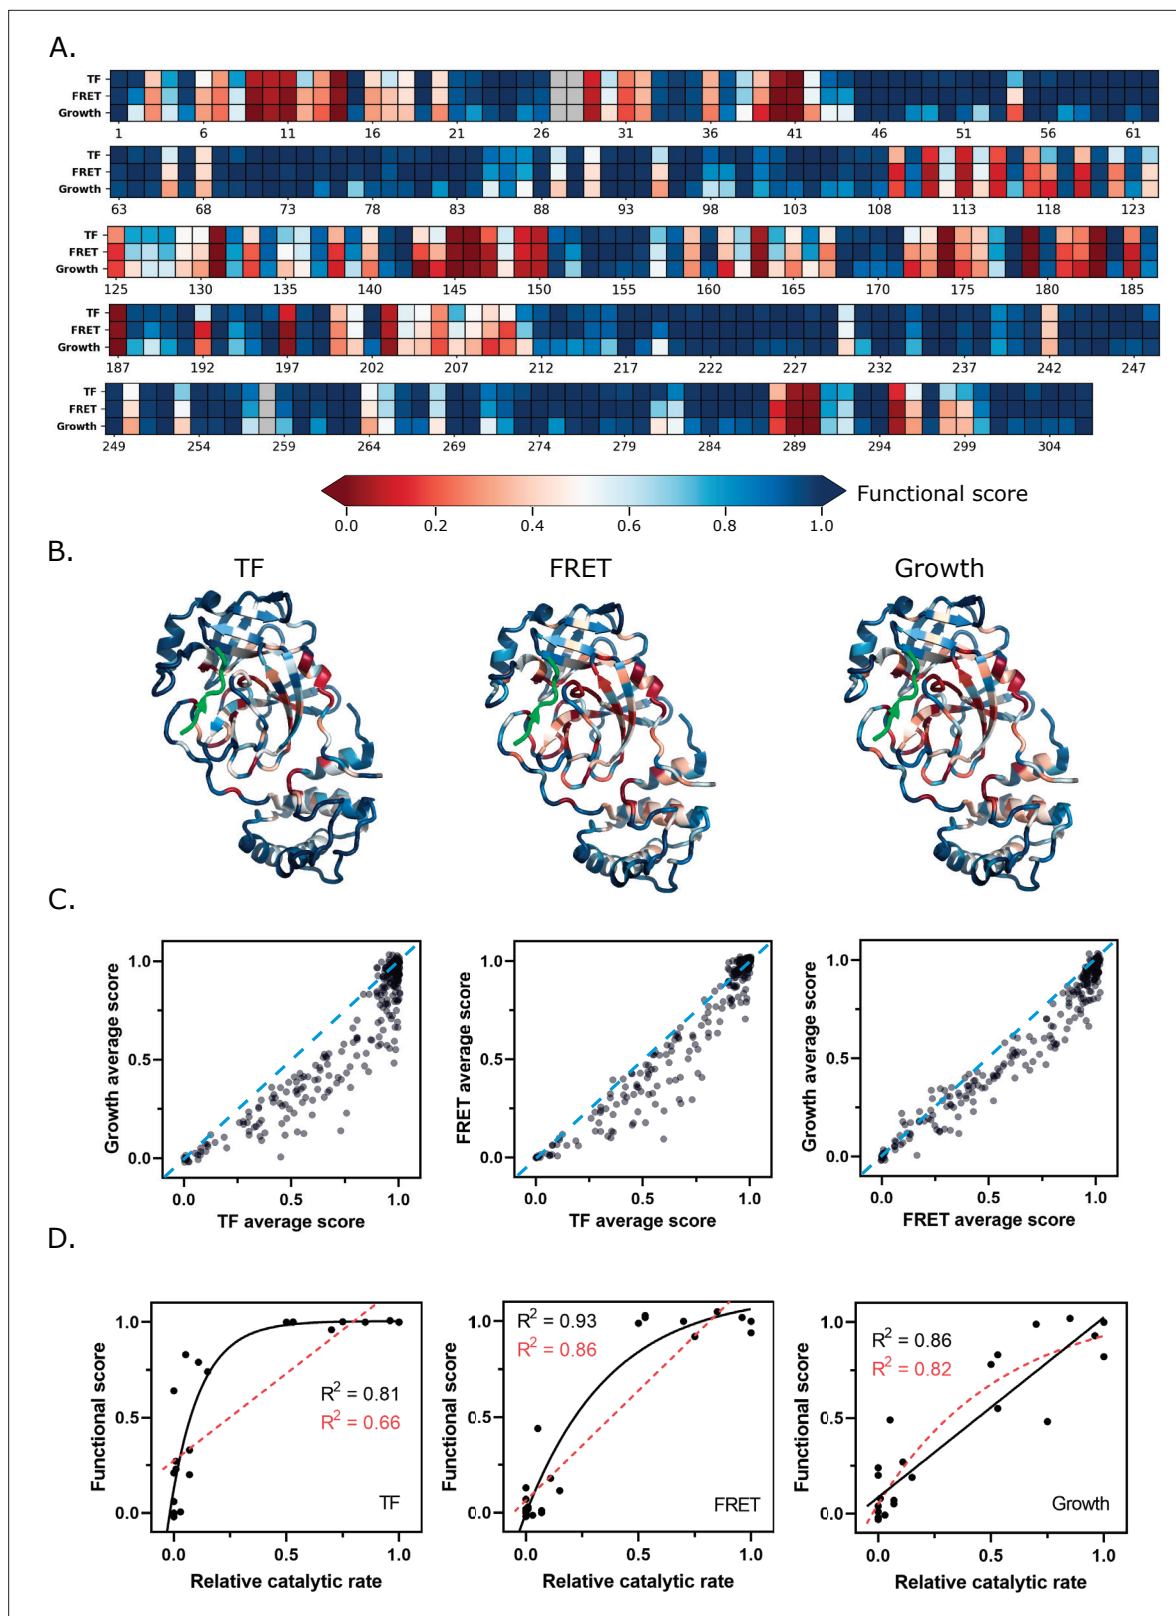 A.
TF
FRET
Growth
1 6 11 16 21 26 31 36 41 46 51 56 61
TF
FRET
Growth
63 68 73 78 83 88 93 98 103 108 113 118 123
TF
FRET
Growth
125 130 135 140 145 150 155 160 165 170 175 180 185
TF
FRET
Growth
187 192 197 202 207 212 217 222 227 232 237 242 247
TF
FRET
Growth
249 254 259 264 269 274 279 284 289 294 299 304
0.0 0.2 0.4 0.6 0.8 1.0
Functional score
B.
TF FRET Growth
C.
Growth average score
1.0
0.5
0.0
0.0 0.5 1.0
TF average score
FRET average score
1.0
0.5
0.0
0.0 0.5 1.0
TF average score
Growth average score
1.0
0.5
0.0
0.0 0.5 1.0
FRET average score
D.
Functional score
1.0
0.5
0.0
R² = 0.81
R² = 0.66
TF
0.0 0.5 1.0
Relative catalytic rate
Functional score
1.0
0.5
0.0
R² = 0.93
R² = 0.86
FRET
0.0 0.5 1.0
Relative catalytic rate
Functional score
1.0
0.5
0.0
R² = 0.86
R² = 0.82
Growth
0.0 0.5 1.0
Relative catalytic rate